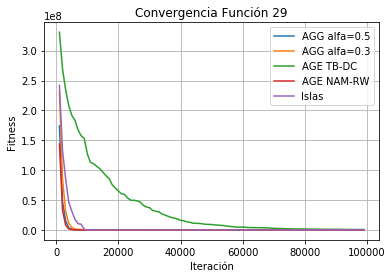 Convergencia Función 29
1e8
3.0
2.5
2.0
1.5
1.0
0.5
0.0
Fitness
AGG alfa=0.5
AGG alfa=0.3
AGE TB-DC
AGE NAM-RW
Islas
0
20000
40000
60000
80000
100000
Iteración